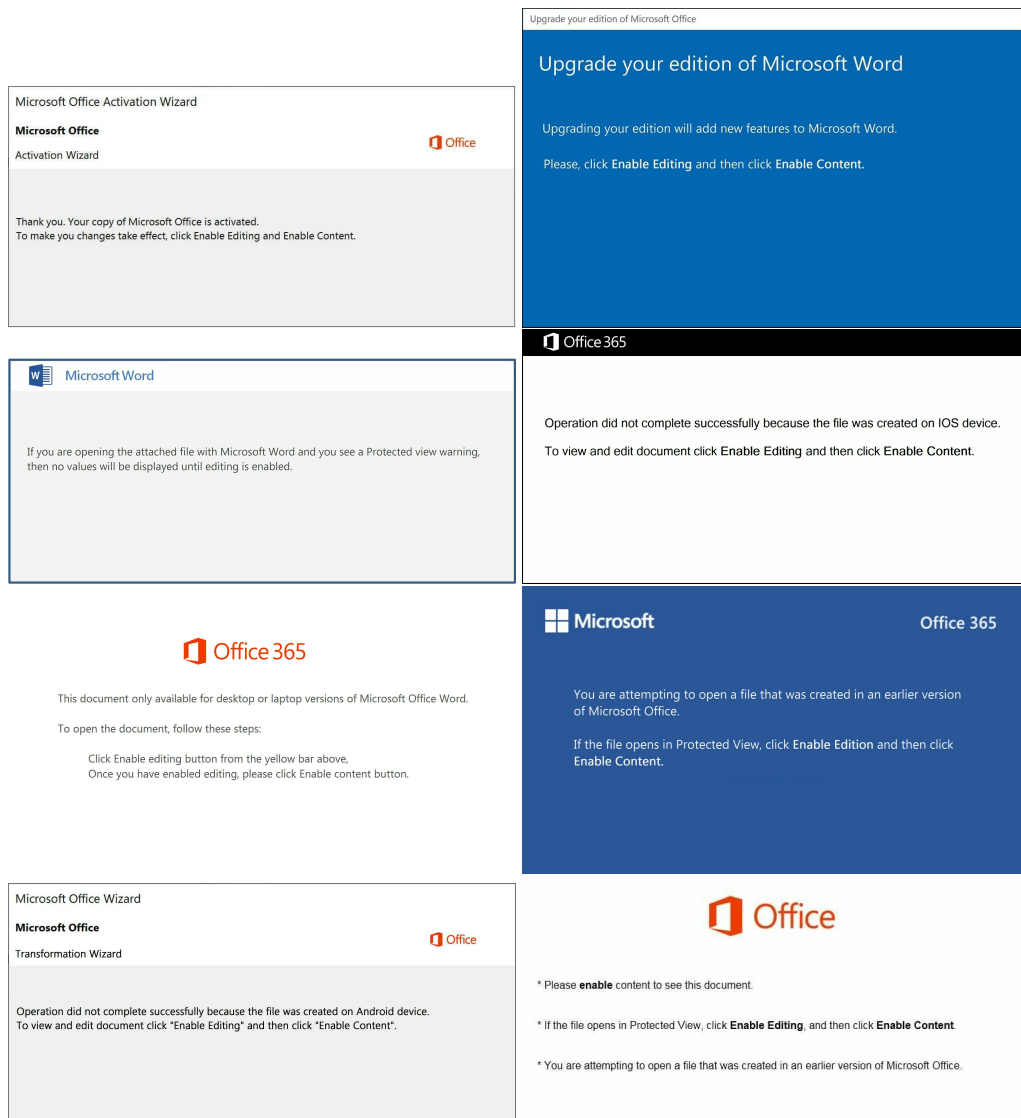 Microsoft Office Activation Wizard
Microsoft Office
Activation Wizard
Office
Thank you. Your copy of Microsoft Office is activated.
To make you changes take effect, click Enable Editing and Enable Content.
Upgrade your edition of Microsoft Office
Upgrade your edition of Microsoft Word
Upgrading your edition will add new features to Microsoft Word.
Please, click Enable Editing and then click Enable Content.
W
Microsoft Word
If you are opening the attached file with Microsoft Word and you see a Protected view warning,
then no values will be displayed until editing is enabled.
Office 365
Operation did not complete successfully because the file was created on IOS device.
To view and edit document click Enable Editing and then click Enable Content.
Office 365
This document only available for desktop or laptop versions of Microsoft Office Word.
To open the document, follow these steps:
Click Enable editing button from the yellow bar above,
Once you have enabled editing, please click Enable content button.
Microsoft
Office 365
You are attempting to open a file that was created in an earlier version
of Microsoft Office.
If the file opens in Protected View, click Enable Edition and then click
Enable Content.
Microsoft Office Wizard
Microsoft Office
Transformation Wizard
Office
Operation did not complete successfully because the file was created on Android device.
To view and edit document click "Enable Editing" and then click "Enable Content".
Office
* Please enable content to see this document.
* If the file opens in Protected View, click Enable Editing, and then click Enable Content.
* You are attempting to open a file that was created in an earlier version of Microsoft Office.